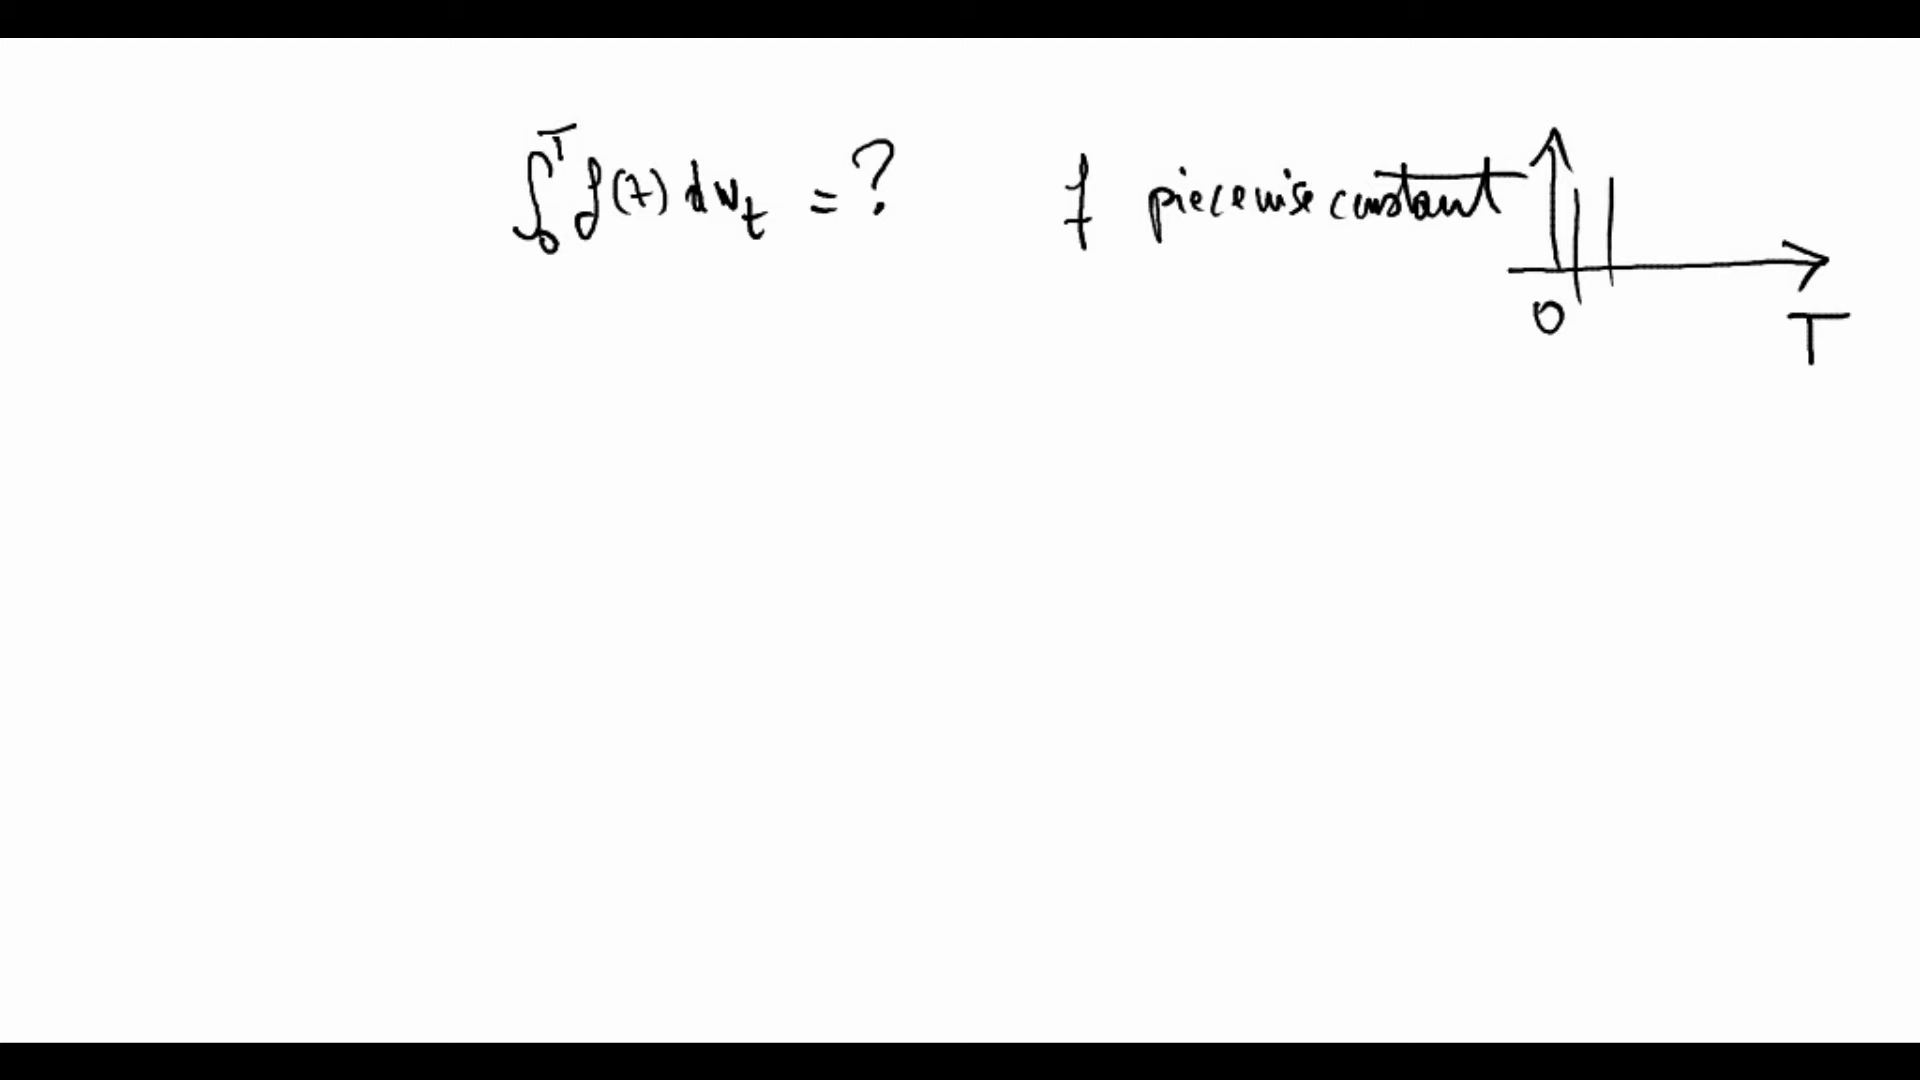 ∫₀ᵀ f(t) dW_t = ? f piecewise constant
0 T